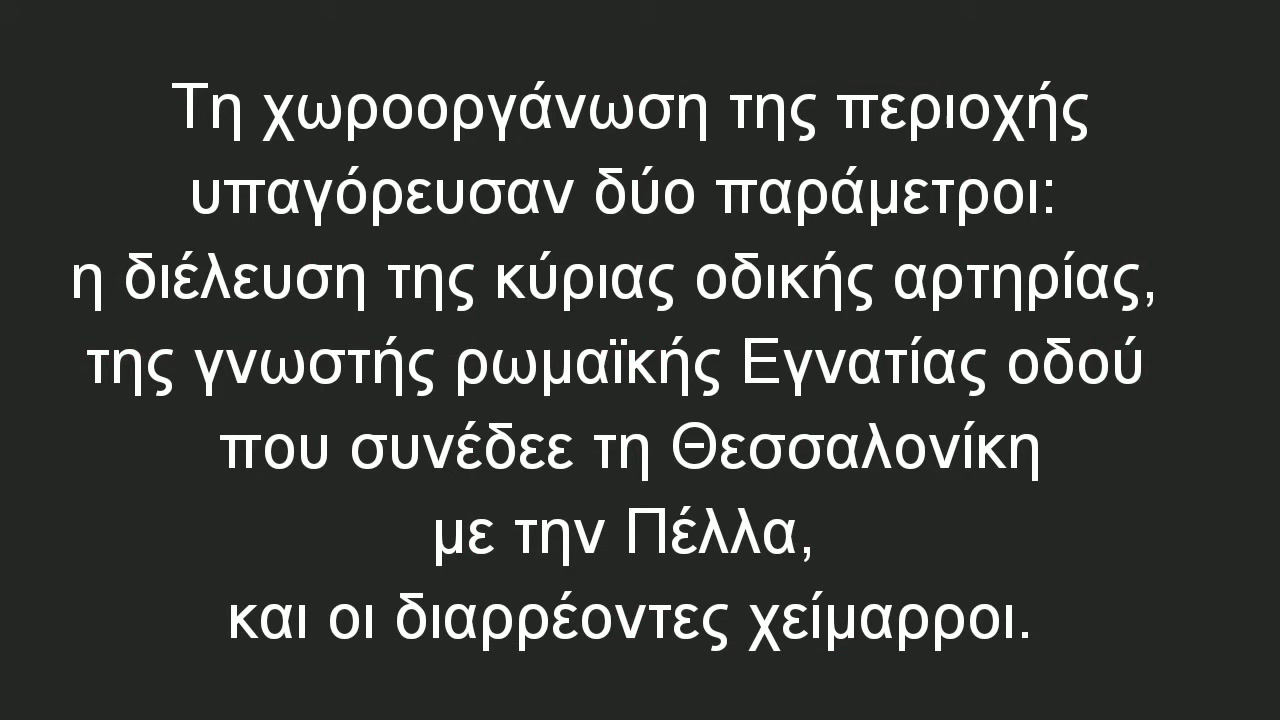 Τη χωροοργάνωση της περιοχής
υπαγόρευσαν δύο παράμετροι:
η διέλευση της κύριας οδικής αρτηρίας,
της γνωστής ρωμαϊκής Εγνατίας οδού
που συνέδεε τη Θεσσαλονίκη
με την Πέλλα,
και οι διαρρέοντες χείμαρροι.